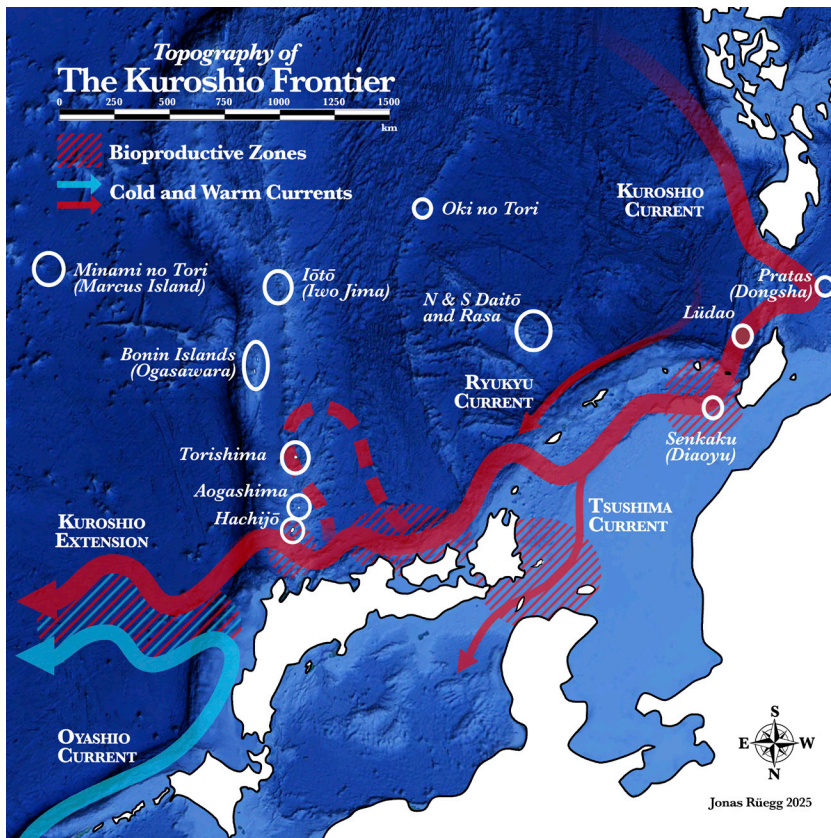 Topography of
The Kuroshio Frontier
0 250 500 1000 1500
km
Bioproductive Zones
Cold and Warm Currents
KUROSHIO
CURRENT
Oki no Tori
Minami no Tori
(Marcus Island)
Iōtō
(Iwo Jima)
Pratas
(Dongsha)
N & S Daitō
and Rasa
Lüdao
Bonin Islands
(Ogasawara)
RYUKYU
CURRENT
Senkaku
(Diaoyu)
Torishima
Aogashima
Hachijō
TSUSHIMA
CURRENT
KUROSHIO
EXTENSION
OYASHIO
CURRENT
S
E W
N
Jonas Rüegg 2025